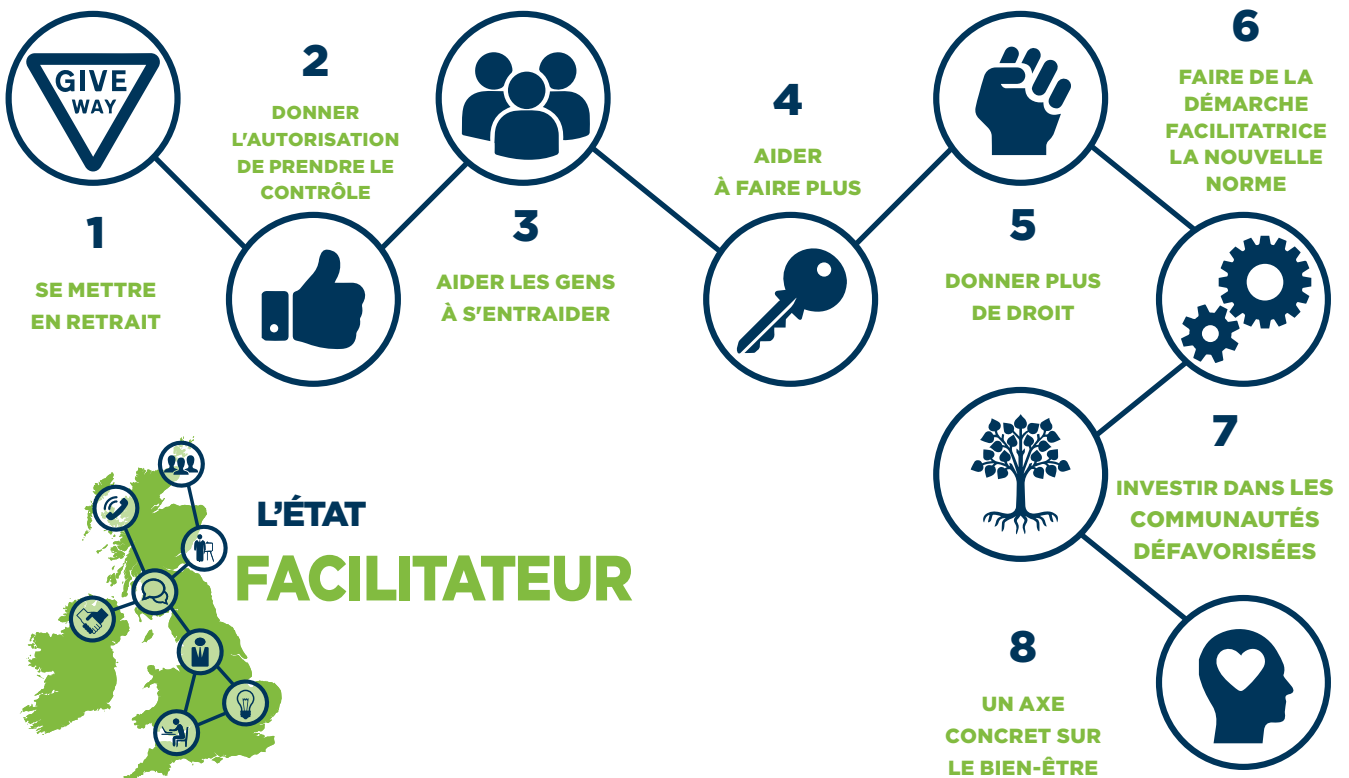 GIVE
WAY
1
SE METTRE
EN RETRAIT
2
DONNER
L'AUTORISATION
DE PRENDRE LE
CONTRÔLE
3
AIDER LES GENS
À S'ENTRAIDER
4
AIDER
À FAIRE PLUS
5
DONNER PLUS
DE DROIT
6
FAIRE DE LA
DÉMARCHE
FACILITATRICE
LA NOUVELLE
NORME
7
INVESTIR DANS LES
COMMUNAUTÉS
DÉFAVORISÉES
8
UN AXE
CONCRET SUR
LE BIEN-ÊTRE
L'ÉTAT
FACILITATEUR